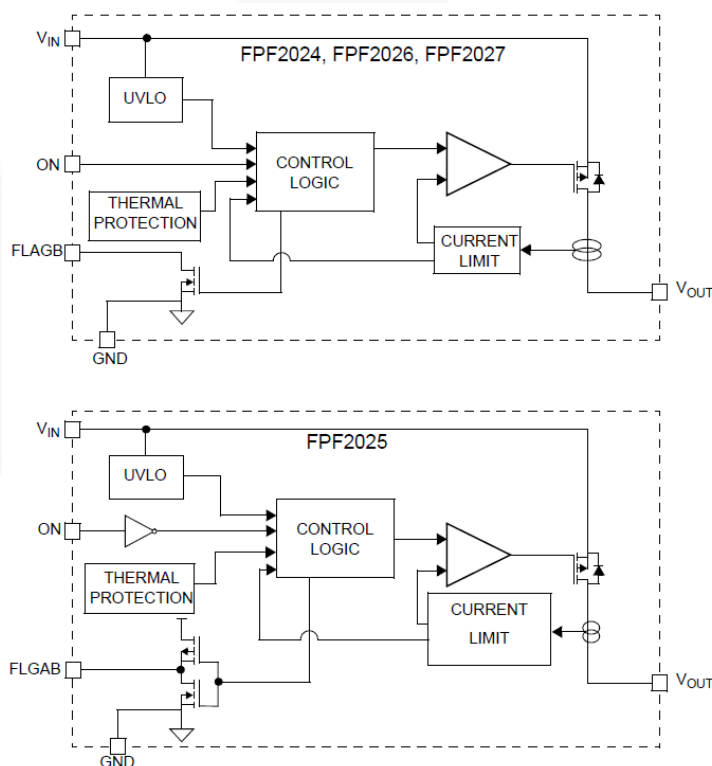 VIN
FPF2024, FPF2026, FPF2027
UVLO
ON
CONTROL
LOGIC
THERMAL
PROTECTION
FLAGB
CURRENT
LIMIT
VOUT
GND
VIN
FPF2025
UVLO
ON
CONTROL
LOGIC
THERMAL
PROTECTION
CURRENT
LIMIT
FLGAB
VOUT
GND